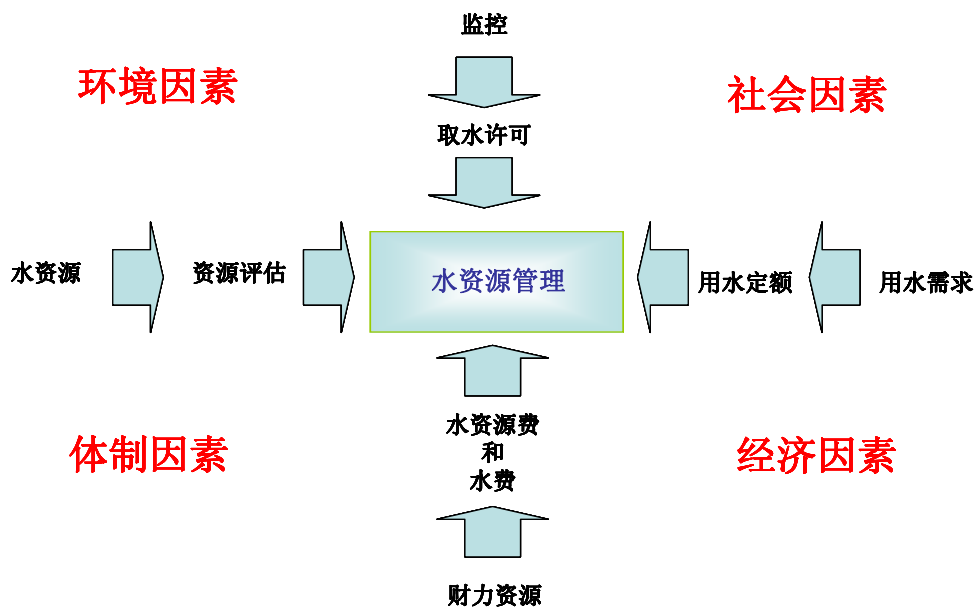 监控
环境因素
社会因素
取水许可
水资源
资源评估
水资源管理
用水定额
用水需求
水资源费
和
水费
体制因素
经济因素
财力资源